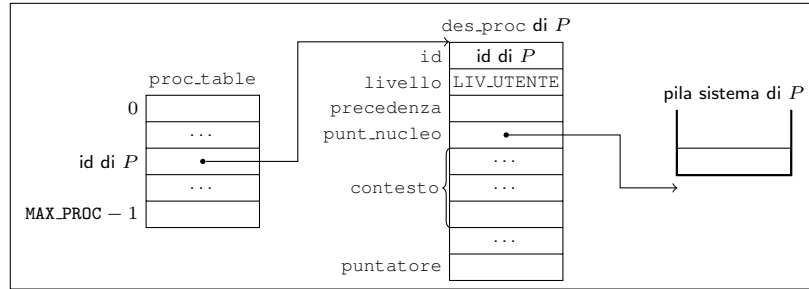 des_proc di P
id
id di P
livello
LIV_UTENTE
proc_table
precedenza
pila sistema di P
0
...
punt_nucleo
id di P
...
...
contesto
...
MAX_PROC − 1
...
puntatore